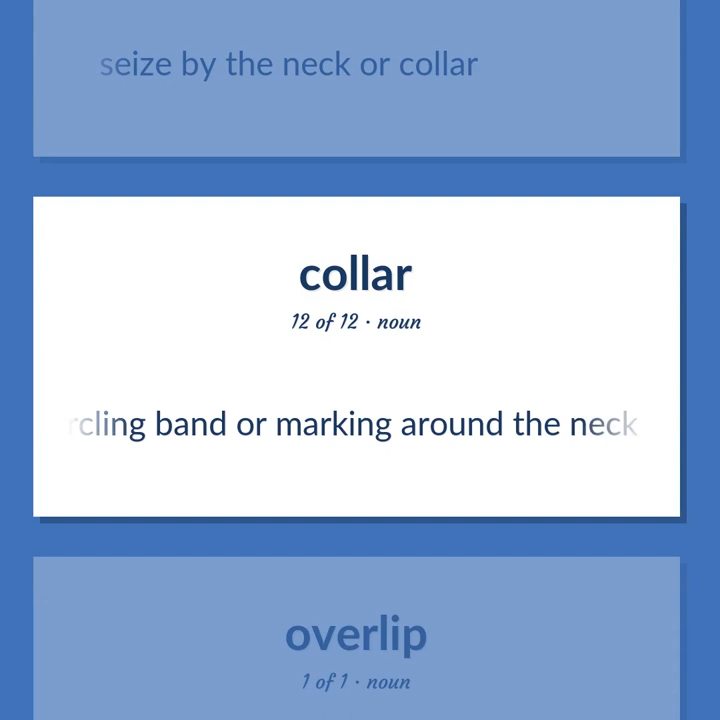 seize by the neck or collar
collar
12 of 12 · noun
rcling band or marking around the neck
overlip
1 of 1 · noun